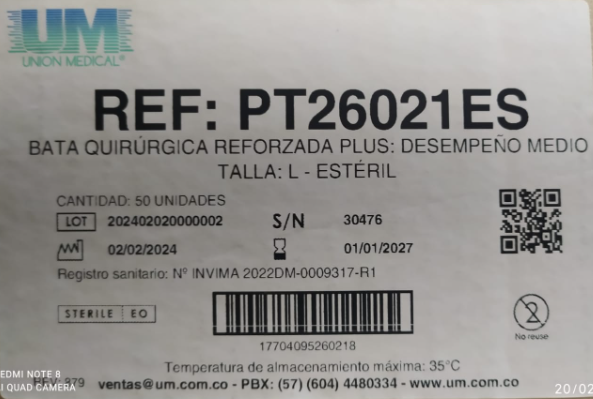 UM
UNION MEDICAL®
REF: PT26021ES
BATA QUIRÚRGICA REFORZADA PLUS: DESEMPEÑO MEDIO
TALLA: L - ESTÉRIL
CANTIDAD: 50 UNIDADES
LOT 202402020000002 S/N 30476
02/02/2024 01/01/2027
Registro sanitario: Nº INVIMA 2022DM-0009317-R1
STERILE EO
17704095260218
No reuse
Temperatura de almacenamiento máxima: 35°C
REV: 879 ventas@um.com.co - PBX: (57) (604) 4480334 - www.um.com.co
EDMI NOTE 8
AI QUAD CAMERA
20/02